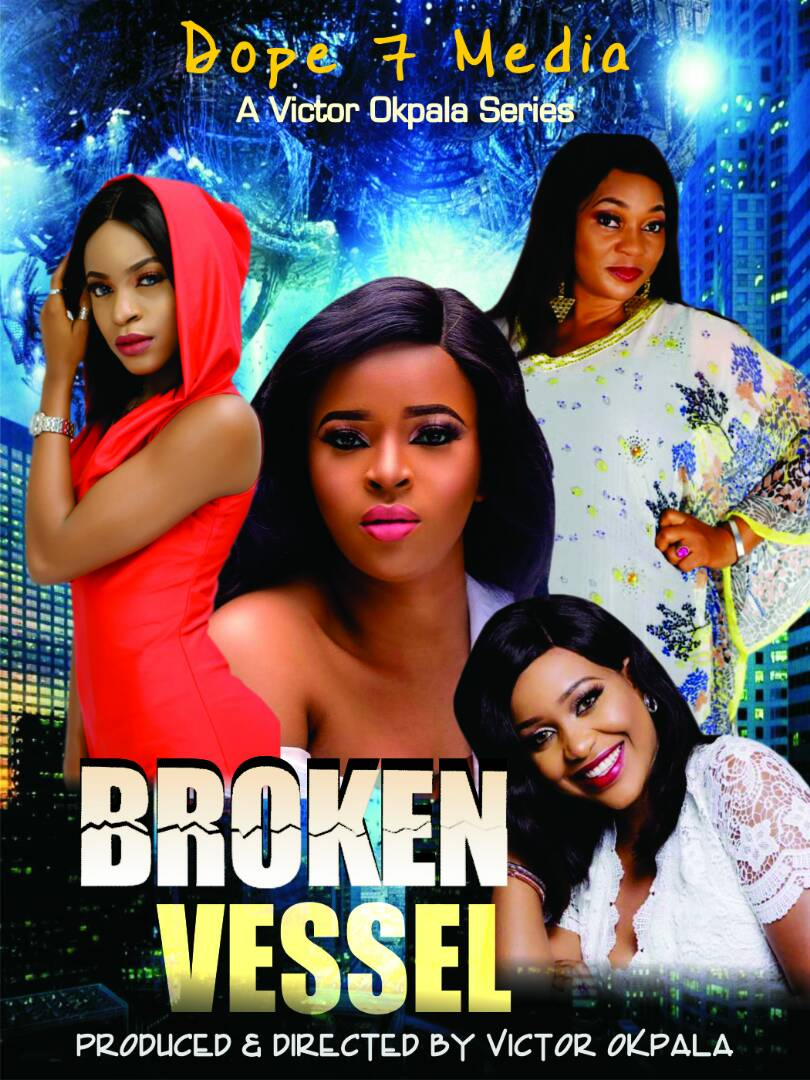 Dope 7 Media
A Victor Okpala Series
BROKEN
VESSEL
PRODUCED & DIRECTED BY VICTOR OKPALA